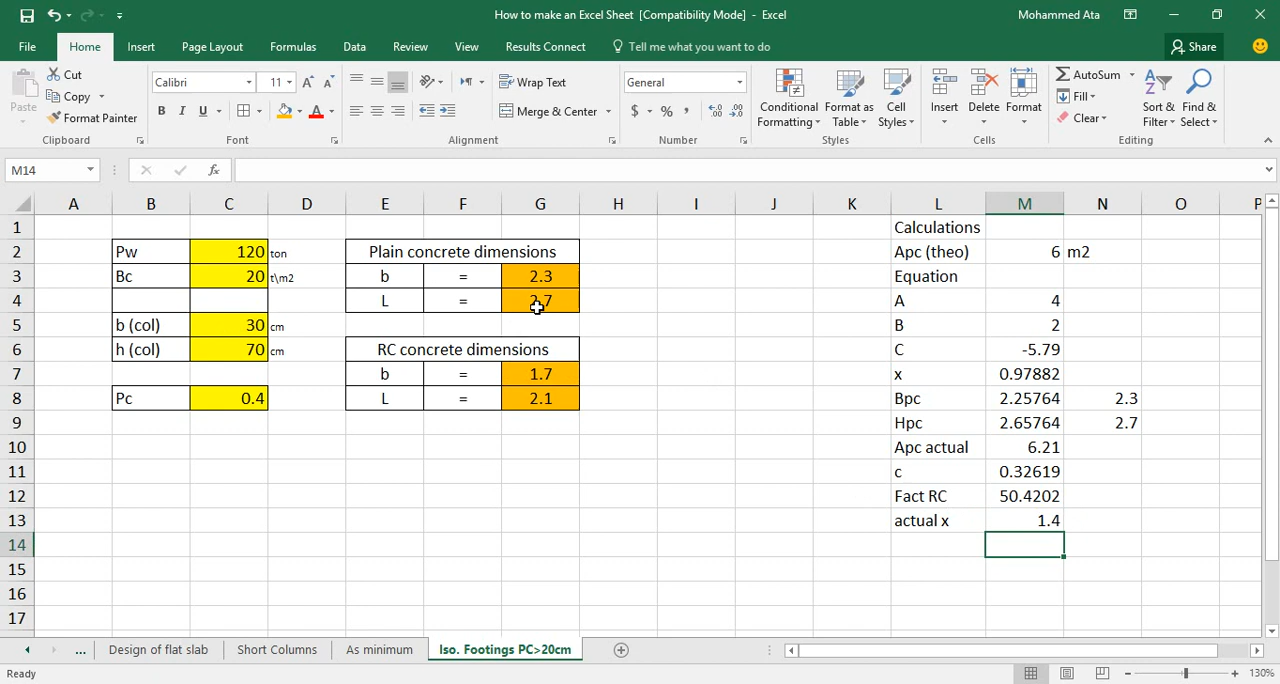 How to make an Excel Sheet [Compatibility Mode] - Excel
Mohammed Ata
File Home Insert Page Layout Formulas Data Review View Results Connect Tell me what you want to do Share
Paste
Cut
Copy
Format Painter
Clipboard
Calibri 11
B I U
Font
Wrap Text
Merge & Center
Alignment
General
$ % ,
Number
Conditional Formatting
Format as Table
Cell Styles
Styles
Insert Delete Format
Cells
AutoSum
Fill
Clear
Sort & Filter
Find & Select
Editing
M14 fx
A B C D E F G H I J K L M N O P
1 Calculations
2 Pw 120 ton Plain concrete dimensions Apc (theo) 6 m2
3 Bc 20 t\m2 b = 2.3 Equation
4 L = 2.7 A 4
5 b (col) 30 cm B 2
6 h (col) 70 cm RC concrete dimensions C -5.79
7 b = 1.7 x 0.97882
8 Pc 0.4 L = 2.1 Bpc 2.25764 2.3
9 Hpc 2.65764 2.7
10 Apc actual 6.21
11 c 0.32619
12 Fact RC 50.4202
13 actual x 1.4
14
15
16
17
... Design of flat slab Short Columns As minimum Iso. Footings PC>20cm
Ready 130%